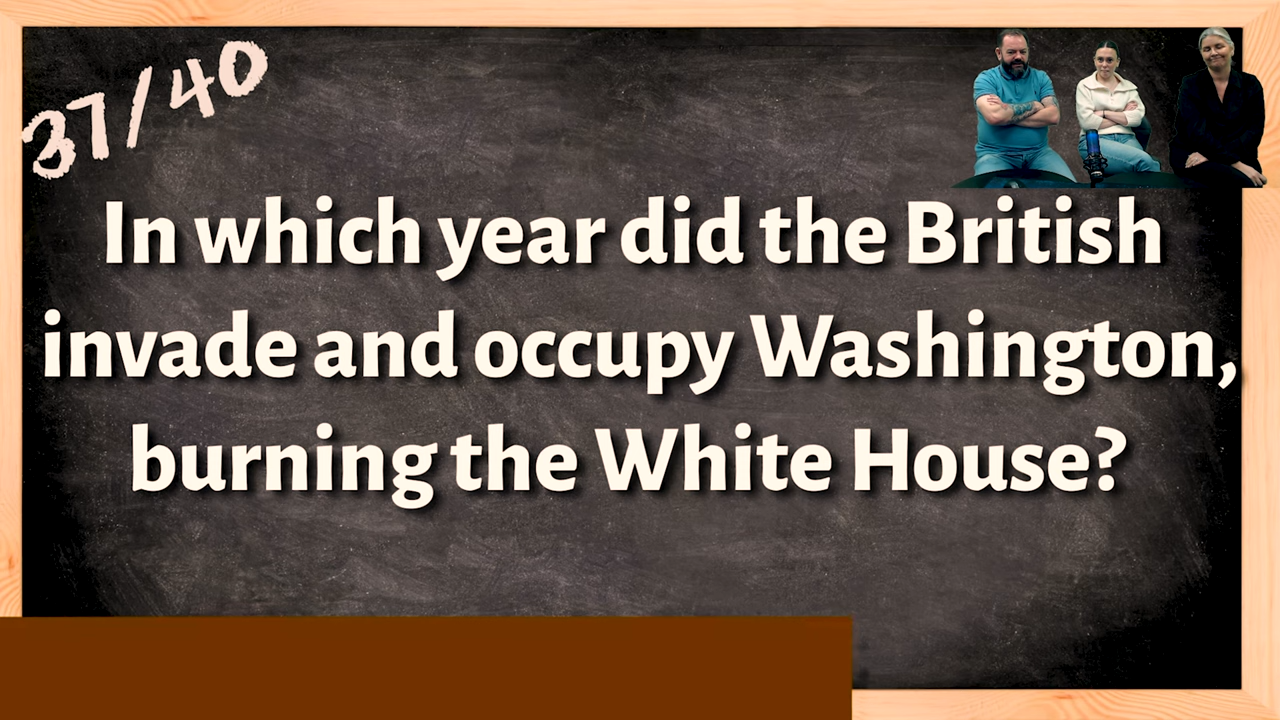 37/40
In which year did the British
invade and occupy Washington,
burning the White House?